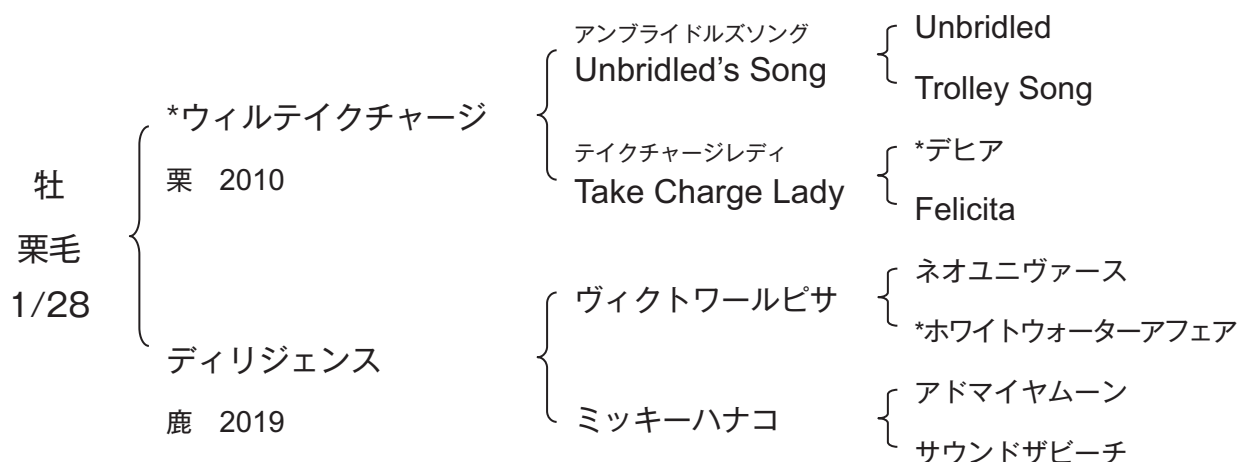 牡
栗毛
1/28
*ウィルテイクチャージ
栗 2010
ディリジェンス
鹿 2019
アンブライドルズソング
Unbridled's Song
テイクチャージレディ
Take Charge Lady
ヴィクトワールピサ
ミッキーハナコ
Unbridled
Trolley Song
*デヒア
Felicita
ネオユニヴァース
*ホワイトウォーターアフェア
アドマイヤムーン
サウンドザビーチ